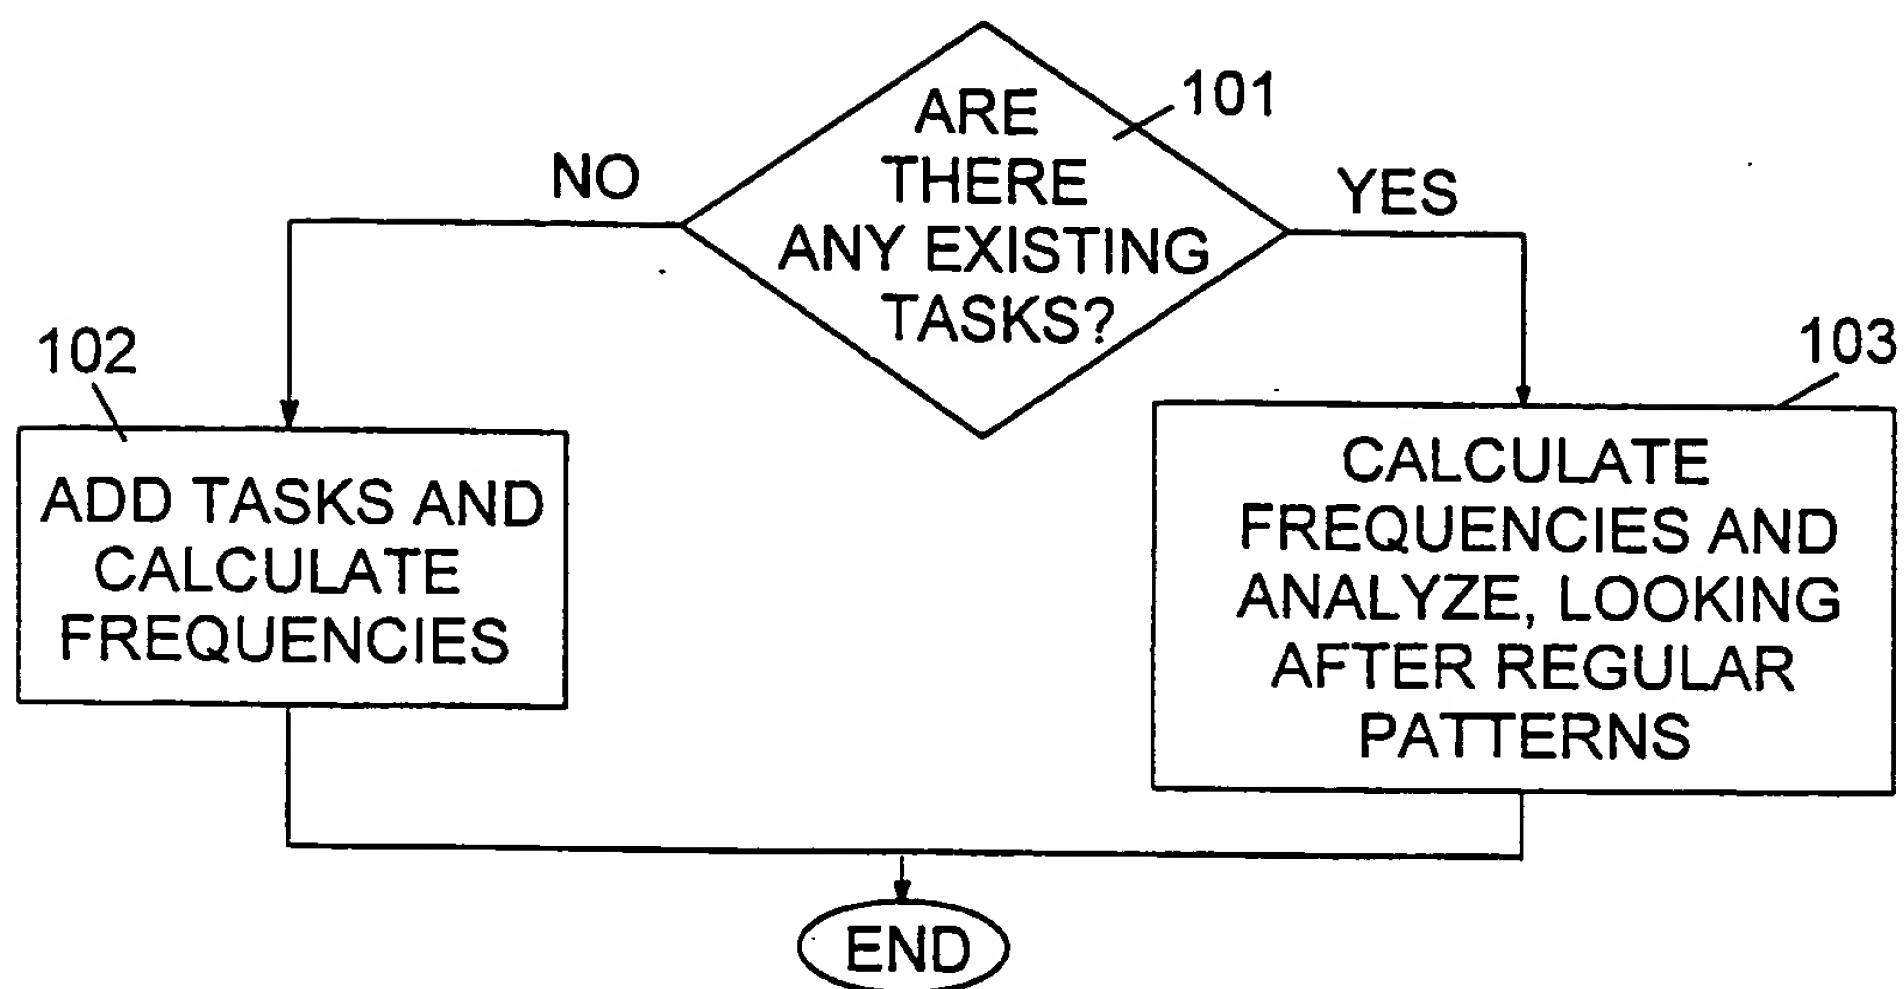 101
ARE
THERE
ANY EXISTING
TASKS?
NO
YES
102
ADD TASKS AND
CALCULATE
FREQUENCIES
103
CALCULATE
FREQUENCIES AND
ANALYZE, LOOKING
AFTER REGULAR
PATTERNS
END